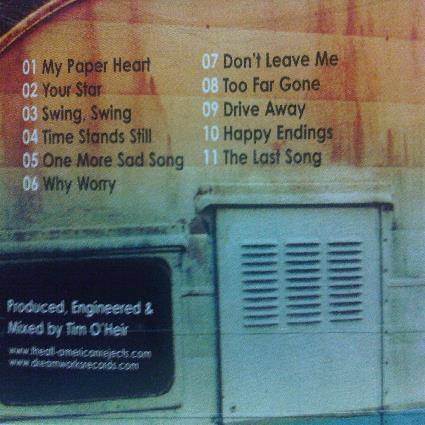 01 My Paper Heart
02 Your Star
03 Swing, Swing
04 Time Stands Still
05 One More Sad Song
06 Why Worry
07 Don't Leave Me
08 Too Far Gone
09 Drive Away
10 Happy Endings
11 The Last Song
Produced, Engineered &
Mixed by Tim O'Heir
www.theall-americanrejects.com
www.dreamworksrecords.com